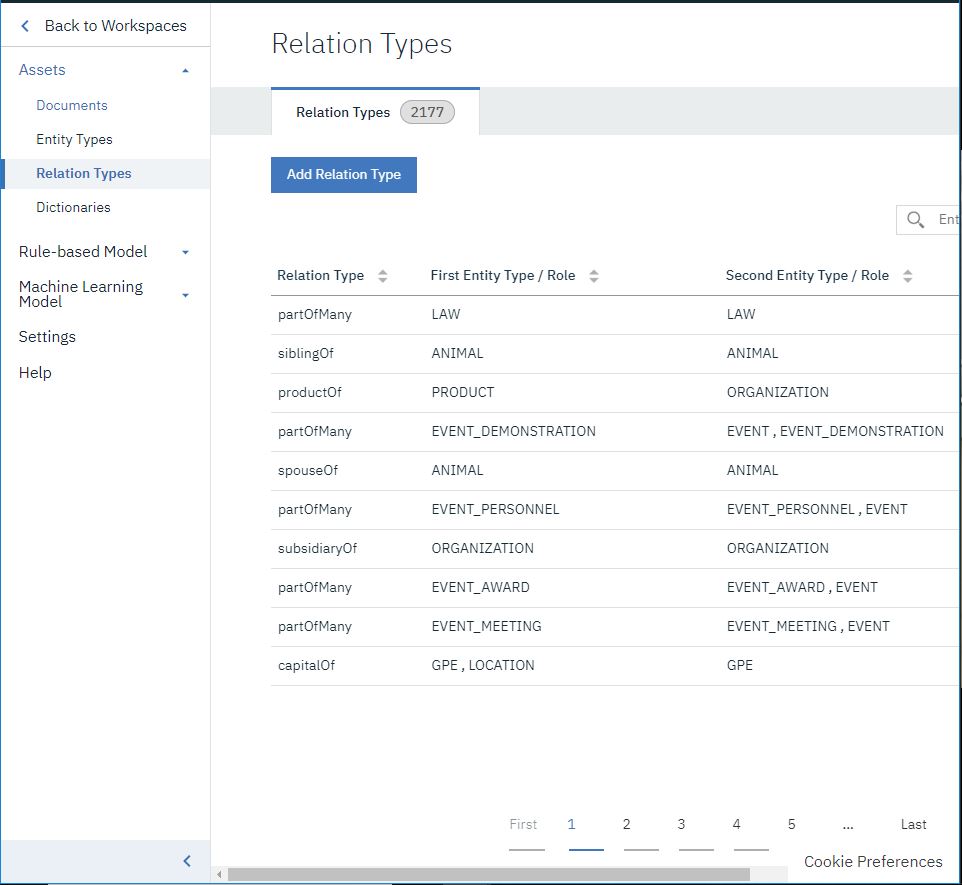 Back to Workspaces
Assets
Documents
Entity Types
Relation Types
Dictionaries
Rule-based Model
Machine Learning
Model
Settings
Help
Relation Types
Relation Types 2177
Add Relation Type
Ent
Relation Type First Entity Type / Role Second Entity Type / Role
partOfMany LAW LAW
siblingOf ANIMAL ANIMAL
productOf PRODUCT ORGANIZATION
partOfMany EVENT_DEMONSTRATION EVENT , EVENT_DEMONSTRATION
spouseOf ANIMAL ANIMAL
partOfMany EVENT_PERSONNEL EVENT_PERSONNEL , EVENT
subsidiaryOf ORGANIZATION ORGANIZATION
partOfMany EVENT_AWARD EVENT_AWARD , EVENT
partOfMany EVENT_MEETING EVENT_MEETING , EVENT
capitalOf GPE , LOCATION GPE
First 1 2 3 4 5 ... Last
Cookie Preferences